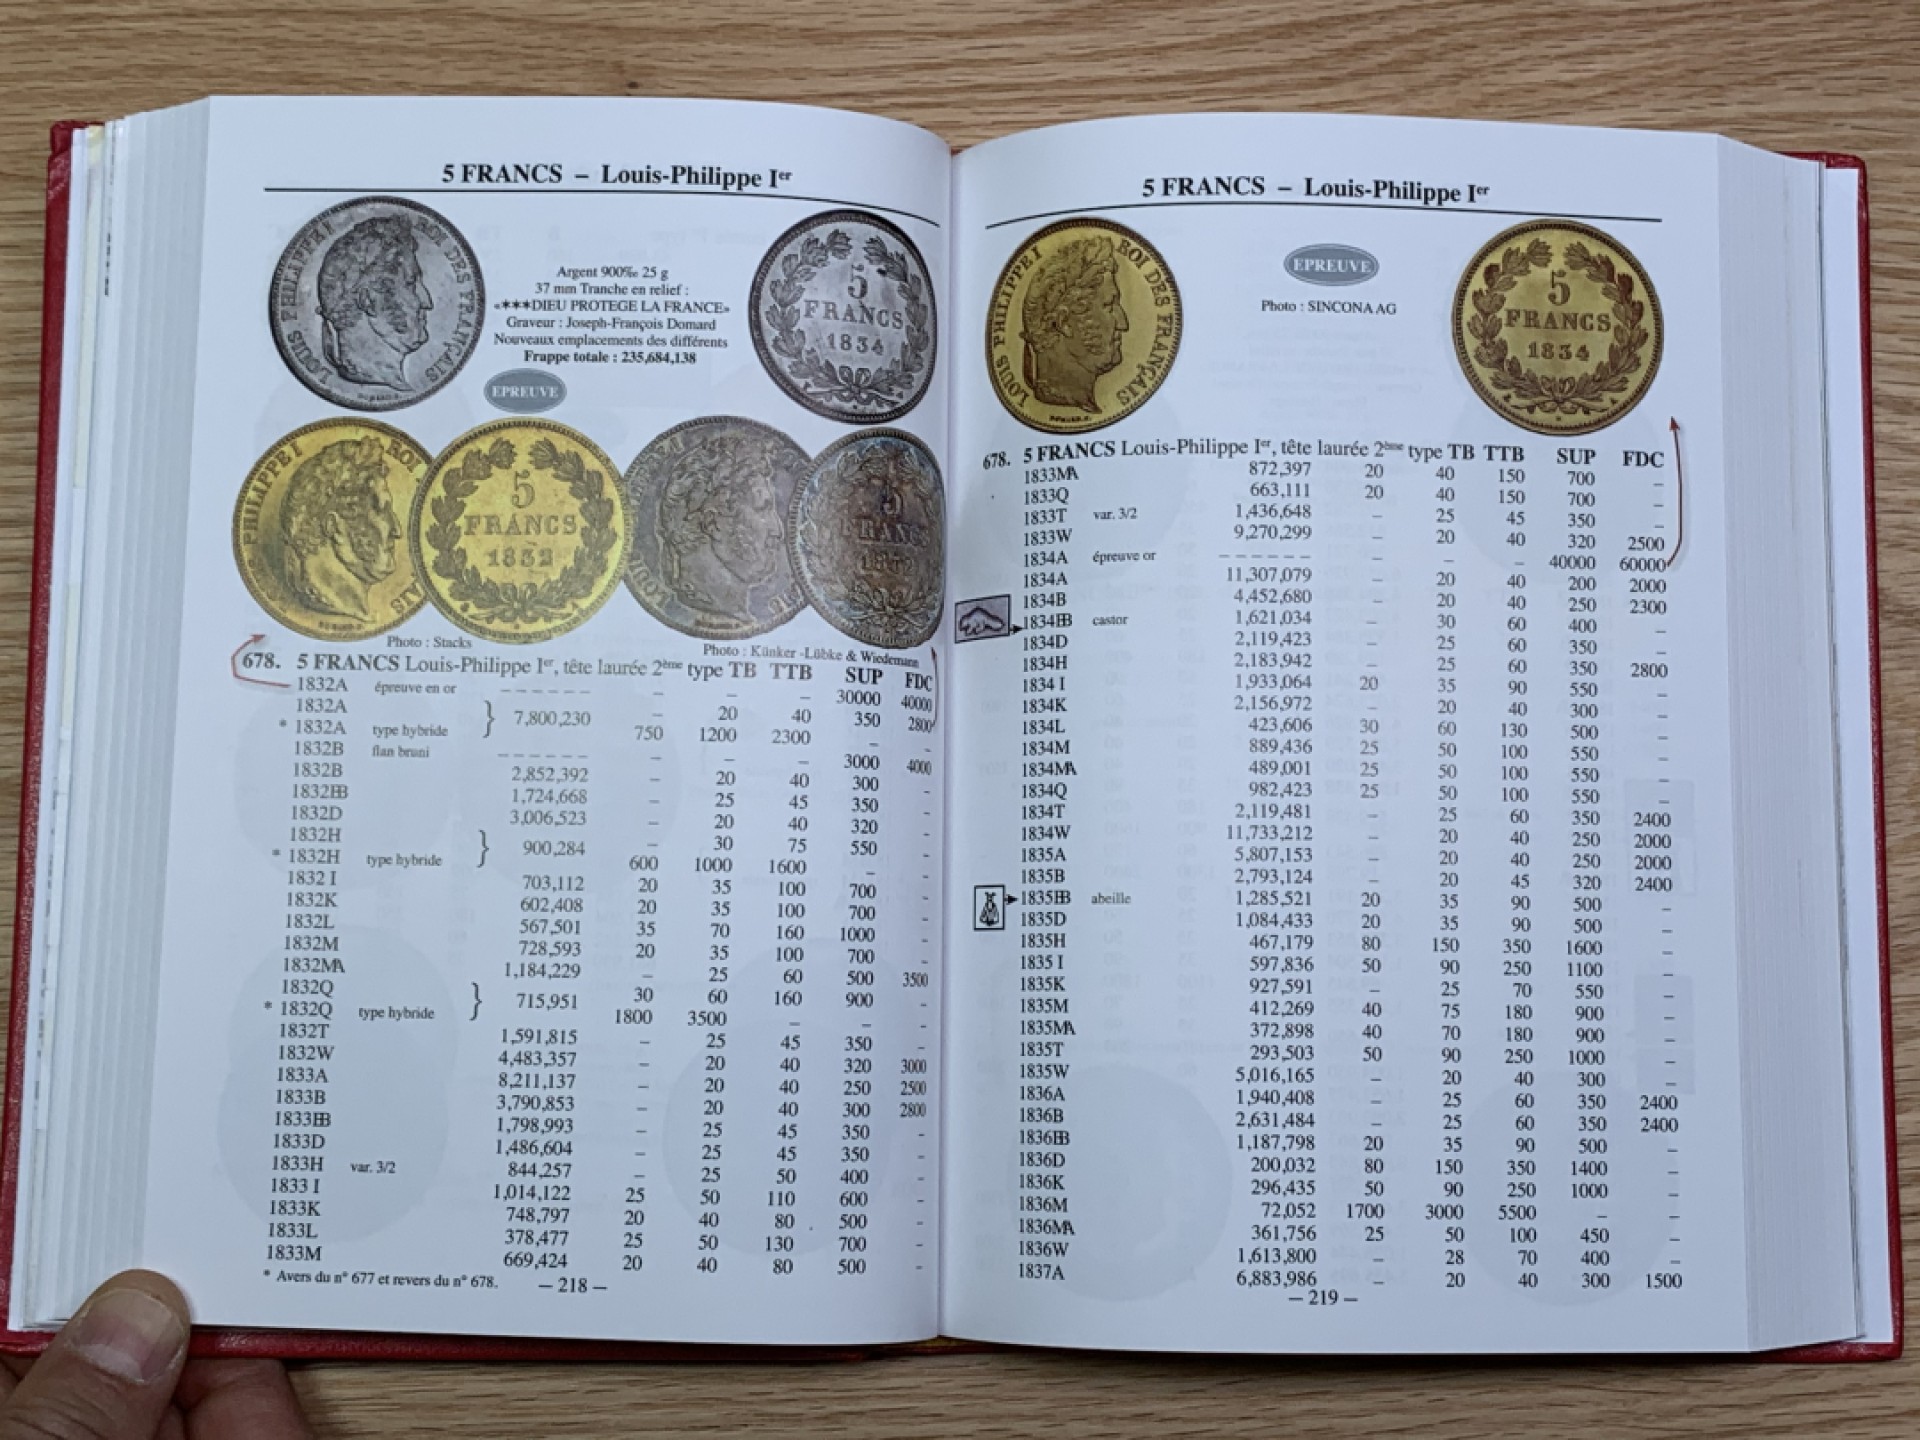 5 FRANCS – Louis-Philippe Iᵉʳ
Argent 900‰ 25 g
37 mm Tranche en relief :
«★★★DIEU PROTEGE LA FRANCE»
Graveur : Joseph-François Domard
Nouveaux emplacements des différents
Frappe totale : 235,684,138
EPREUVE
LOUIS PHILIPPE I ROI DES FRANÇAIS
5 FRANCS 1834
PHILIPPE I ROI
5 FRANCS 1832
Photo : Stacks
Photo : Künker -Lübke & Wiedemann
678. 5 FRANCS Louis-Philippe Iᵉʳ, tête laurée 2ᵉᵐᵉ type TB TTB SUP FDC
1832A épreuve en or – – – – – – – – – 30000 40000
1832A } 7,800,230 – 20 40 350 2800
* 1832A type hybride 750 1200 2300 – –
1832B flan bruni – – – – – – – – – 3000 4000
1832B 2,852,392 – 20 40 300 –
1832BB 1,724,668 – 25 45 350 –
1832D 3,006,523 – 20 40 320 –
1832H } 900,284 – 30 75 550 –
* 1832H type hybride 600 1000 1600 – –
1832 I 703,112 20 35 100 700 –
1832K 602,408 20 35 100 700 –
1832L 567,501 35 70 160 1000 –
1832M 728,593 20 35 100 700 –
1832MA 1,184,229 – 25 60 500 3500
1832Q } 715,951 30 60 160 900 –
* 1832Q type hybride 1800 3500 – – –
1832T 1,591,815 – 25 45 350 –
1832W 4,483,357 – 20 40 320 3000
1833A 8,211,137 – 20 40 250 2500
1833B 3,790,853 – 20 40 300 2800
1833BB 1,798,993 – 25 45 350 –
1833D 1,486,604 – 25 45 350 –
1833H var. 3/2 844,257 – 25 50 400 –
1833 I 1,014,122 25 50 110 600 –
1833K 748,797 20 40 80 500 –
1833L 378,477 25 50 130 700 –
1833M 669,424 20 40 80 500 –
* Avers du n° 677 et revers du n° 678.
– 218 –
5 FRANCS – Louis-Philippe Iᵉʳ
LOUIS PHILIPPE I ROI DES FRANÇAIS
EPREUVE
Photo : SINCONA AG
5 FRANCS 1834
678. 5 FRANCS Louis-Philippe Iᵉʳ, tête laurée 2ᵉᵐᵉ type TB TTB SUP FDC
1833MA 872,397 20 40 150 700 –
1833Q 663,111 20 40 150 700 –
1833T var. 3/2 1,436,648 – 25 45 350 –
1833W 9,270,299 – 20 40 320 2500
1834A épreuve or – – – – – – – – – 40000 60000
1834A 11,307,079 – 20 40 200 2000
1834B 4,452,680 – 20 40 250 2300
1834BB castor 1,621,034 – 30 60 400 –
1834D 2,119,423 – 25 60 350 –
1834H 2,183,942 – 25 60 350 2800
1834 I 1,933,064 20 35 90 550 –
1834K 2,156,972 – 20 40 300 –
1834L 423,606 30 60 130 500 –
1834M 889,436 25 50 100 550 –
1834MA 489,001 25 50 100 550 –
1834Q 982,423 25 50 100 550 –
1834T 2,119,481 – 25 60 350 2400
1834W 11,733,212 – 20 40 250 2000
1835A 5,807,153 – 20 40 250 2000
1835B 2,793,124 – 20 45 320 2400
1835BB abeille 1,285,521 20 35 90 500 –
1835D 1,084,433 20 35 90 500 –
1835H 467,179 80 150 350 1600 –
1835 I 597,836 50 90 250 1100 –
1835K 927,591 – 25 70 550 –
1835M 412,269 40 75 180 900 –
1835MA 372,898 40 70 180 900 –
1835T 293,503 50 90 250 1000 –
1835W 5,016,165 – 20 40 300 –
1836A 1,940,408 – 25 60 350 2400
1836B 2,631,484 – 25 60 350 2400
1836BB 1,187,798 20 35 90 500 –
1836D 200,032 80 150 350 1400 –
1836K 296,435 50 90 250 1000 –
1836M 72,052 1700 3000 5500 – –
1836MA 361,756 25 50 100 450 –
1836W 1,613,800 – 28 70 400 –
1837A 6,883,986 – 20 40 300 1500
– 219 –